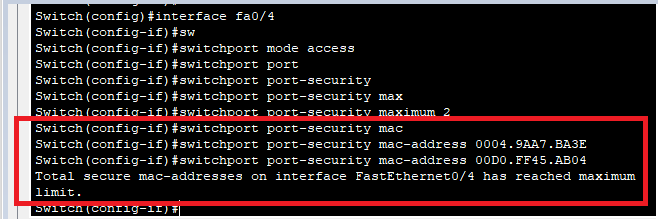 Switch(config)#interface fa0/4
Switch(config-if)#sw
Switch(config-if)#switchport mode access
Switch(config-if)#switchport port
Switch(config-if)#switchport port-security
Switch(config-if)#switchport port-security max
Switch(config-if)#switchport port-security maximum 2
Switch(config-if)#switchport port-security mac
Switch(config-if)#switchport port-security mac-address 0004.9AA7.BA3E
Switch(config-if)#switchport port-security mac-address 00D0.FF45.AB04
Total secure mac-addresses on interface FastEthernet0/4 has reached maximum
limit.
Switch(config-if)#